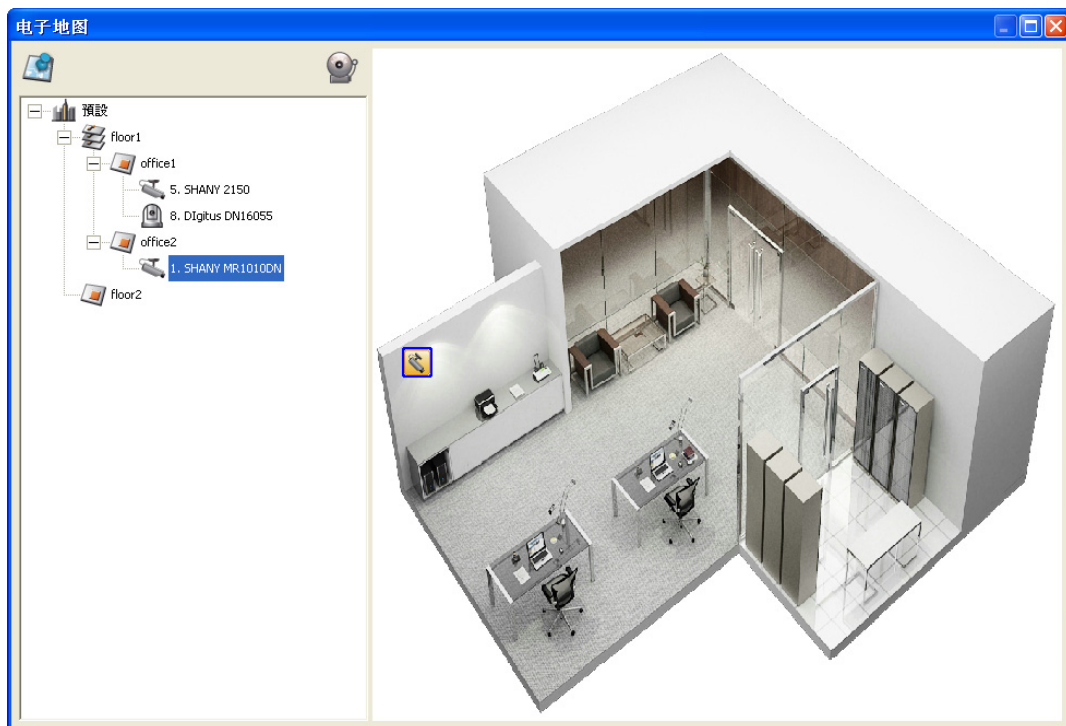 电子地图
預設
floor1
office1
5. SHANY 2150
8. DIgitus DN16055
office2
1. SHANY MR1010DN
floor2